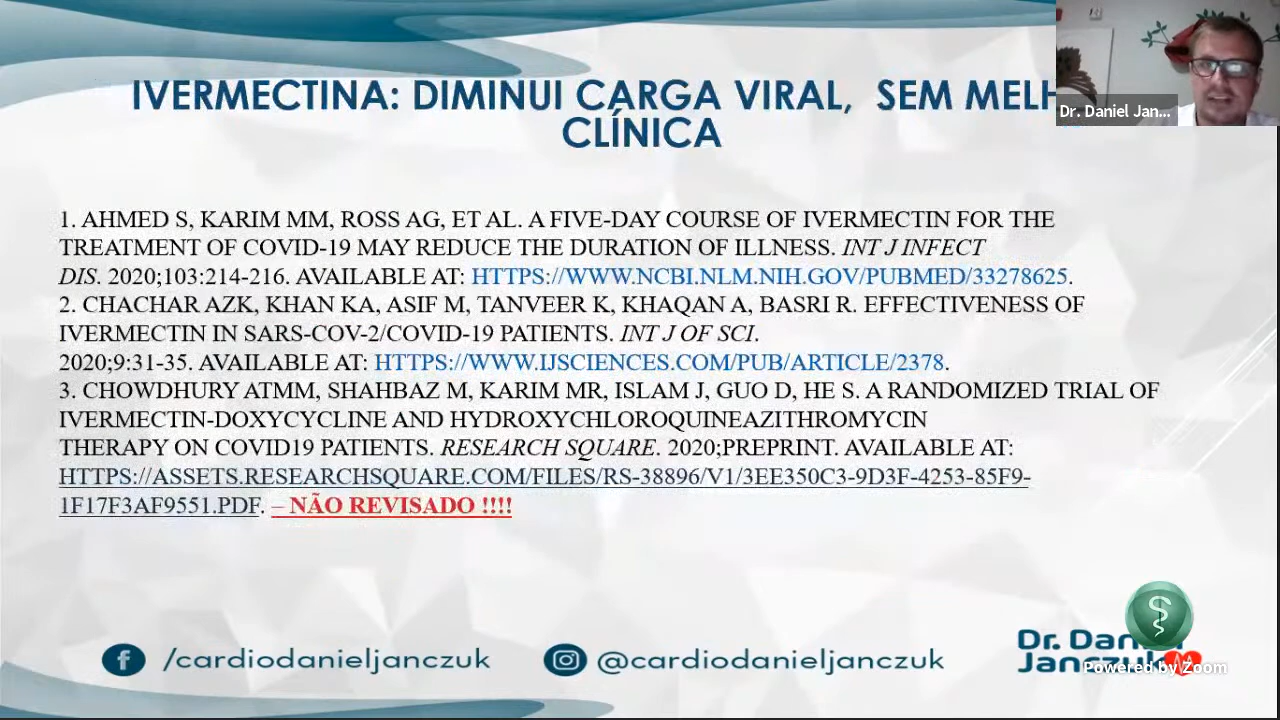 IVERMECTINA: DIMINUI CARGA VIRAL, SEM
CLÍNICA
Dr. Daniel Jan...
1. AHMED S, KARIM MM, ROSS AG, ET AL. A FIVE-DAY COURSE OF IVERMECTIN FOR THE
TREATMENT OF COVID-19 MAY REDUCE THE DURATION OF ILLNESS. INT J INFECT
DIS. 2020;103:214-216. AVAILABLE AT: HTTPS://WWW.NCBI.NLM.NIH.GOV/PUBMED/33278625.
2. CHACHAR AZK, KHAN KA, ASIF M, TANVEER K, KHAQAN A, BASRI R. EFFECTIVENESS OF
IVERMECTIN IN SARS-COV-2/COVID-19 PATIENTS. INT J OF SCI.
2020;9:31-35. AVAILABLE AT: HTTPS://WWW.IJSCIENCES.COM/PUB/ARTICLE/2378.
3. CHOWDHURY ATMM, SHAHBAZ M, KARIM MR, ISLAM J, GUO D, HE S. A RANDOMIZED TRIAL OF
IVERMECTIN-DOXYCYCLINE AND HYDROXYCHLOROQUINEAZITHROMYCIN
THERAPY ON COVID19 PATIENTS. RESEARCH SQUARE. 2020;PREPRINT. AVAILABLE AT:
HTTPS://ASSETS.RESEARCHSQUARE.COM/FILES/RS-38896/V1/3EE350C3-9D3F-4253-85F9-
1F17F3AF9551.PDF. – NÃO REVISADO !!!!
/cardiodanieljanczuk
@cardiodanieljanczuk
Dr.
Powered by Zoom